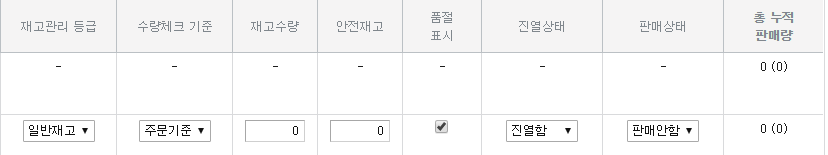 재고관리 등급 수량체크 기준 재고수량 안전재고 품절 표시 진열상태 판매상태 총 누적 판매량
- - - - - - - 0 (0)
일반재고 주문기준 0 0 진열함 판매안함 0 (0)